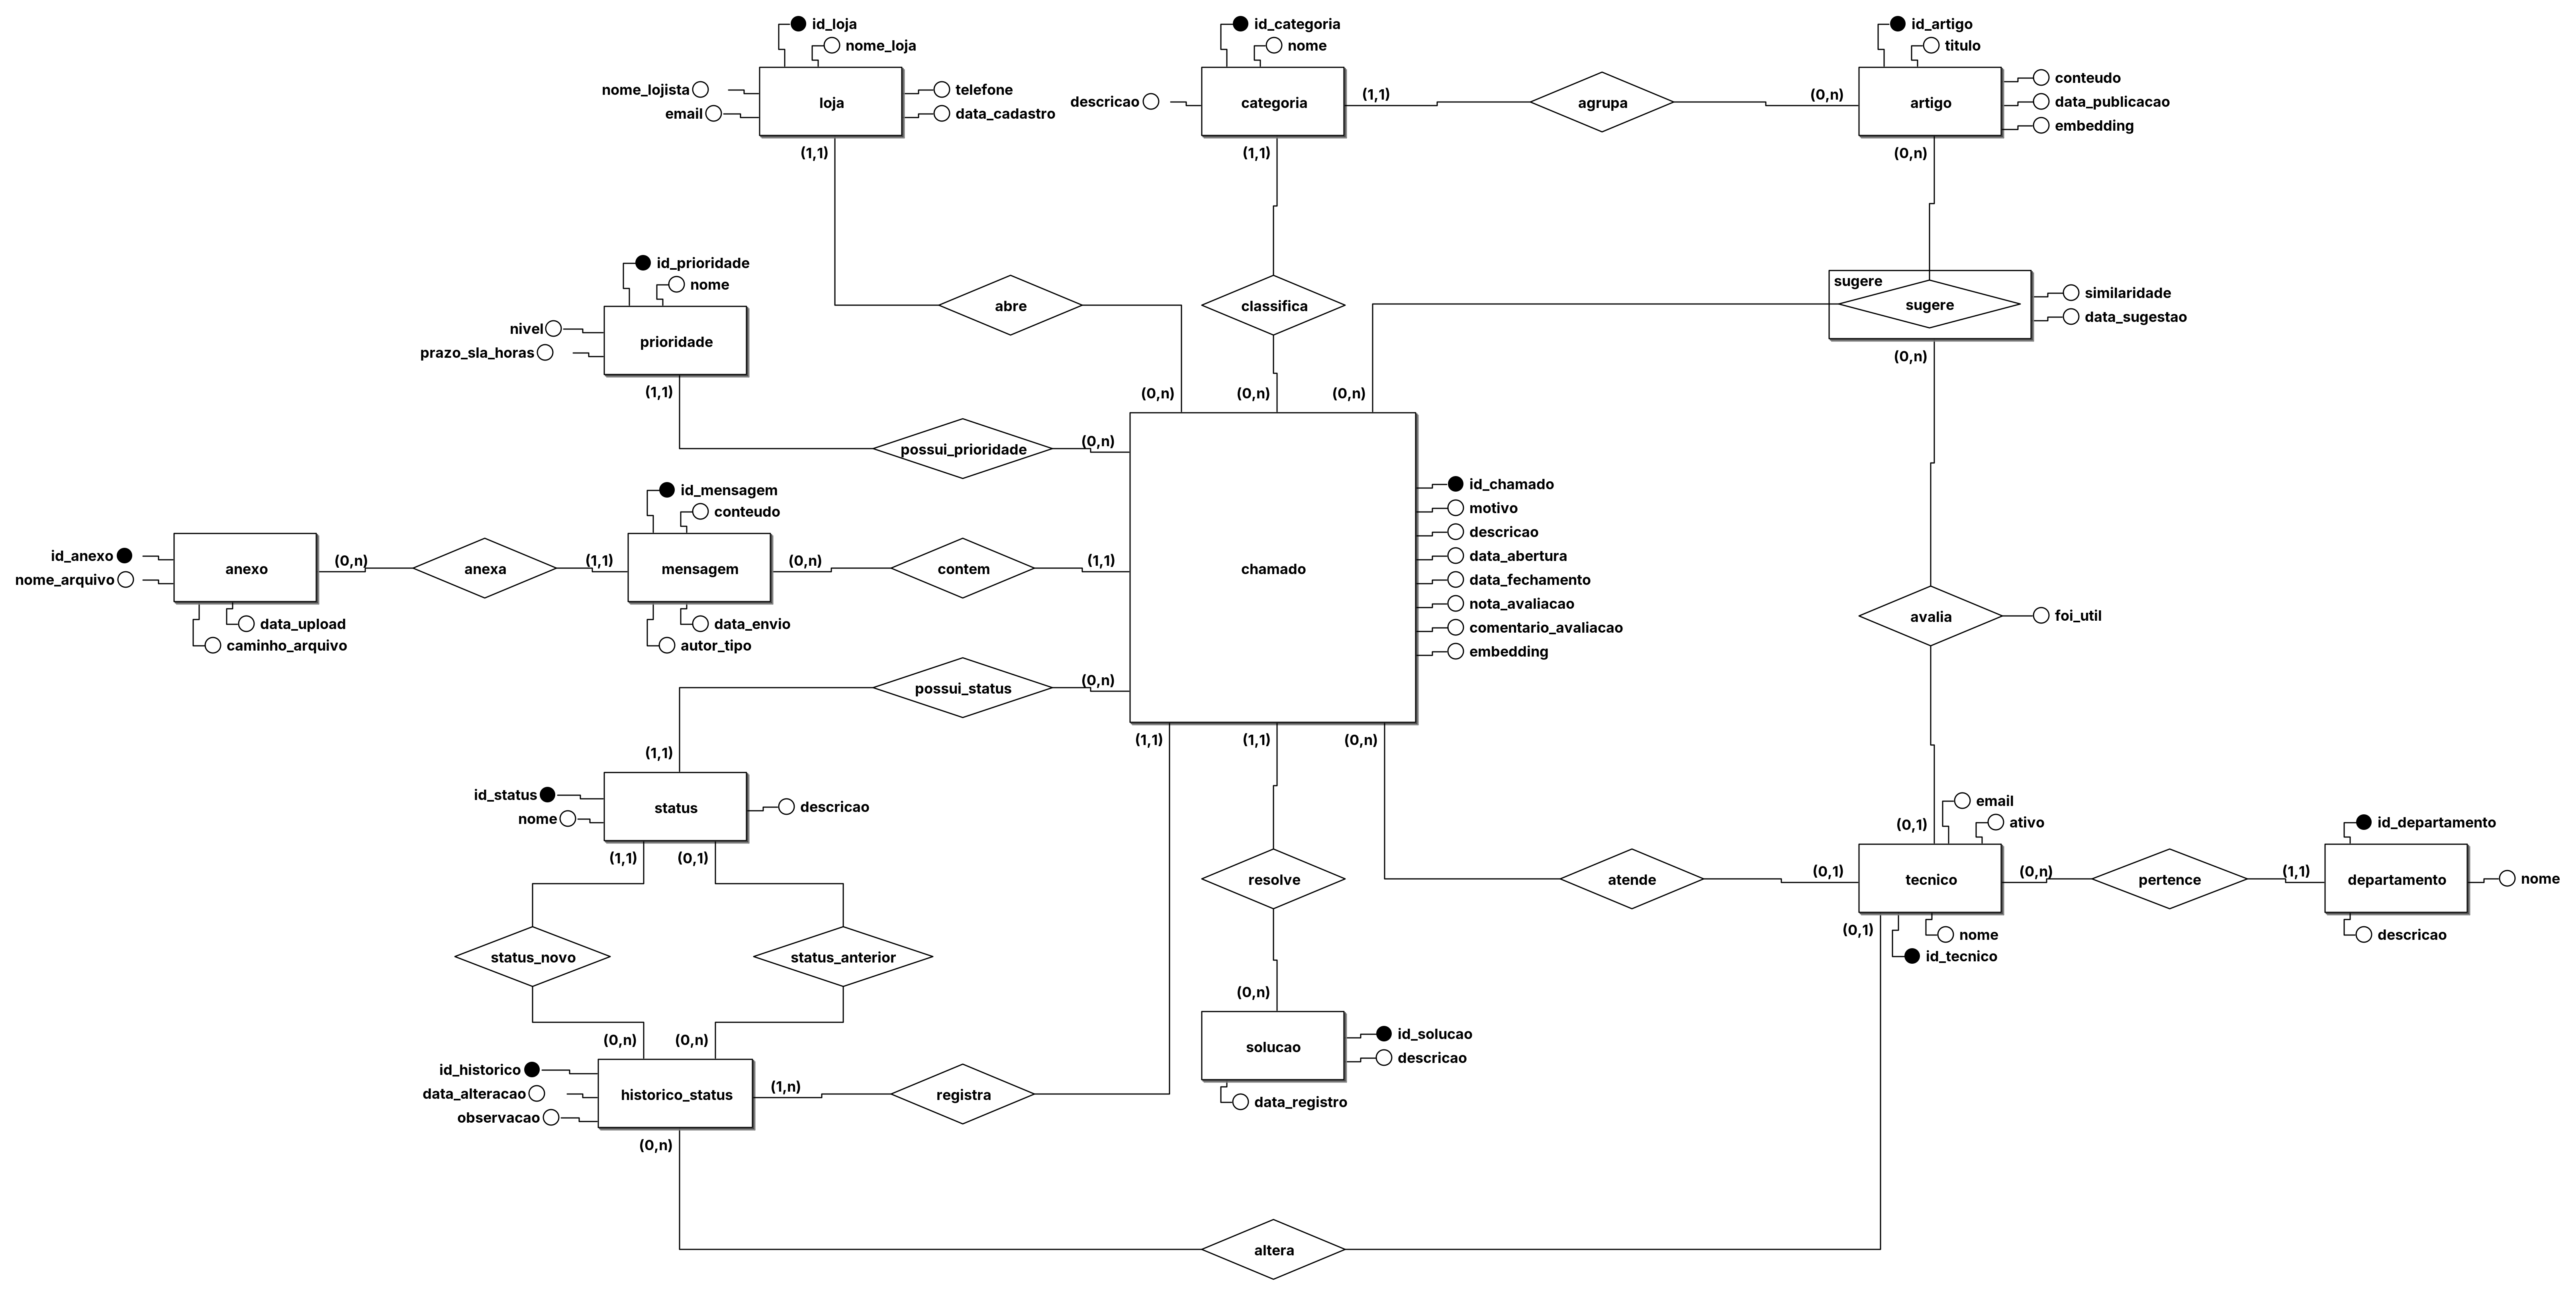 id_loja
nome_loja
nome_lojista
email
loja
telefone
data_cadastro
(1,1)
id_categoria
nome
descricao
categoria
(1,1)
(1,1)
agrupa
(0,n)
id_artigo
titulo
artigo
conteudo
data_publicacao
embedding
(0,n)
id_prioridade
nome
nivel
prazo_sla_horas
prioridade
(1,1)
abre
classifica
sugere
sugere
similaridade
data_sugestao
(0,n)
(0,n)
(0,n)
(0,n)
possui_prioridade
(0,n)
id_mensagem
conteudo
id_anexo
nome_arquivo
anexo
(0,n)
anexa
(1,1)
mensagem
(0,n)
contem
(1,1)
data_upload
caminho_arquivo
data_envio
autor_tipo
chamado
id_chamado
motivo
descricao
data_abertura
data_fechamento
nota_avaliacao
comentario_avaliacao
embedding
avalia
foi_util
possui_status
(0,n)
(1,1)
(1,1)
(1,1)
(0,n)
id_status
nome
status
descricao
(1,1)
(0,1)
status_novo
status_anterior
(0,n)
(0,n)
resolve
(0,n)
atende
(0,1)
(0,1)
email
ativo
tecnico
(0,n)
pertence
(1,1)
id_departamento
departamento
nome
descricao
(0,1)
nome
id_tecnico
id_historico
data_alteracao
observacao
historico_status
(1,n)
registra
(0,n)
solucao
id_solucao
descricao
data_registro
altera